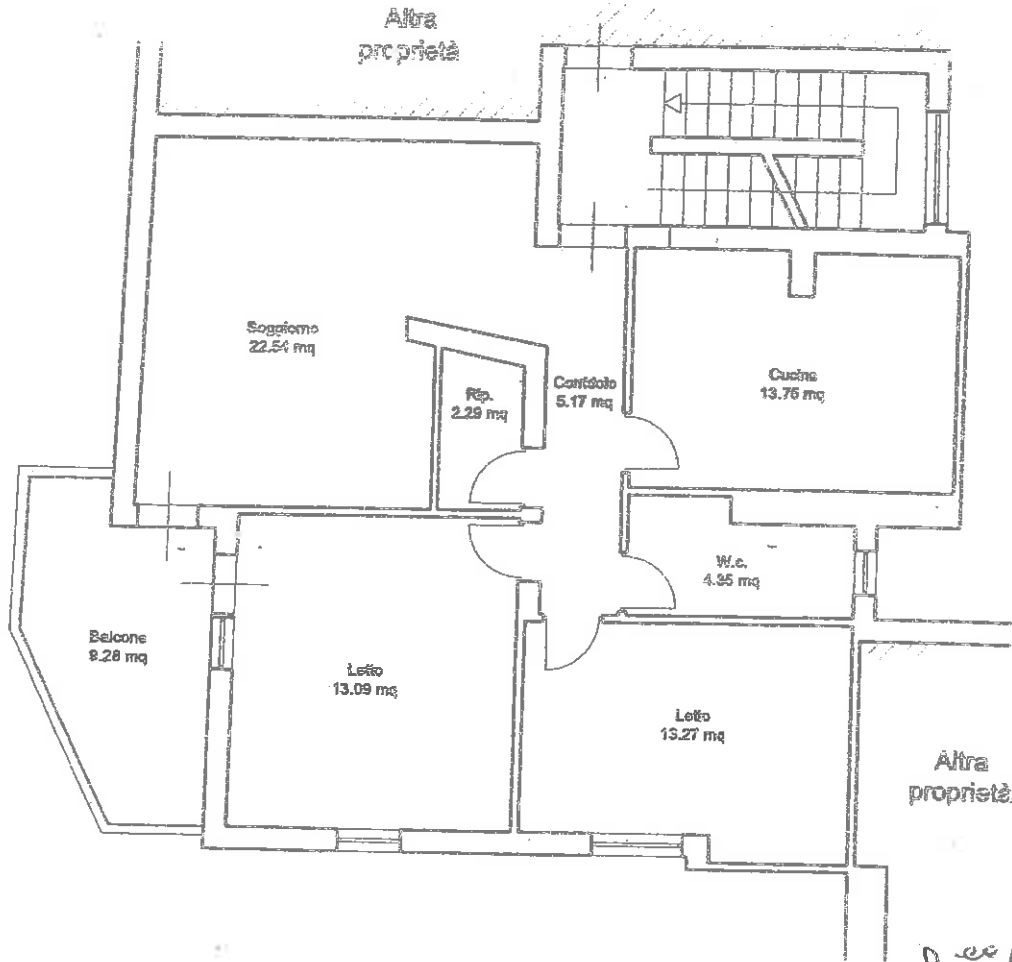 Altra
proprietà
Soggiorno
22.54 mq
Rip.
2.29 mq
Corridoio
5.17 mq
Cucina
13.75 mq
W.c.
4.35 mq
Balcone
9.28 mq
Letto
13.09 mq
Letto
13.27 mq
Altra
proprietà